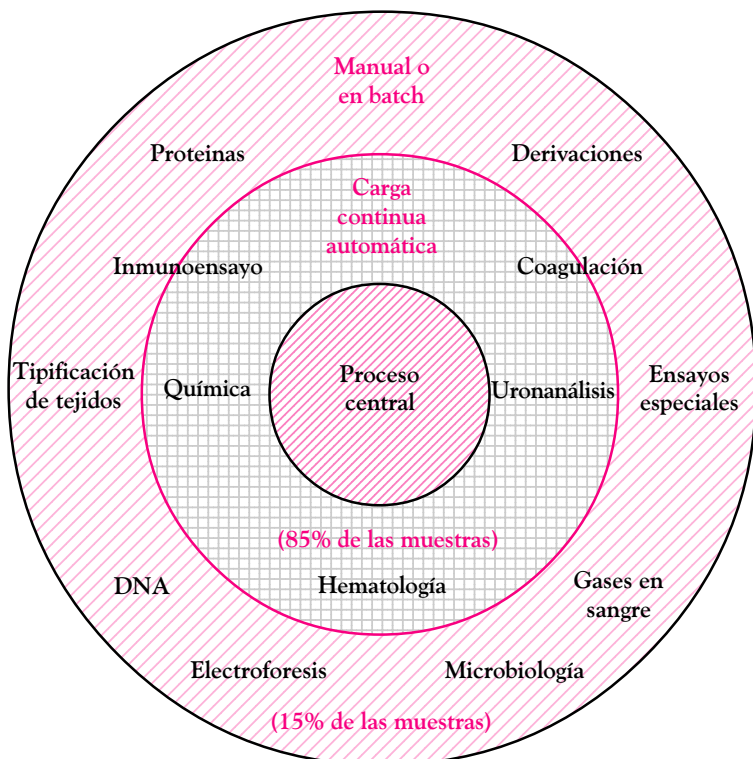 Manual o
en batch
Proteinas
Derivaciones
Carga
continua
automática
Inmunoensayo
Coagulación
Tipificación
de tejidos
Química
Proceso
central
Uronanálisis
Ensayos
especiales
(85% de las muestras)
Hematología
DNA
Gases en
sangre
Electroforesis
Microbiología
(15% de las muestras)